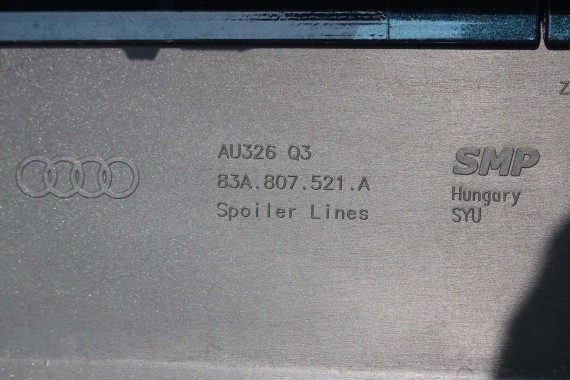 AU326 Q3
83A.807.521.A
Spoiler Lines
SMP
Hungary
SYU
Z